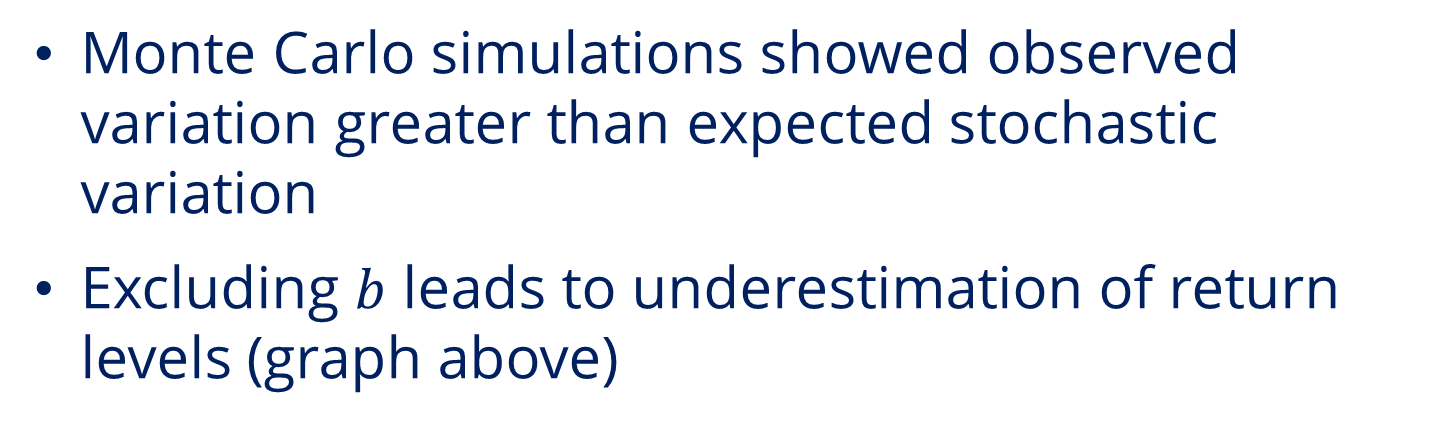 • Monte Carlo simulations showed observed
variation greater than expected stochastic
variation
• Excluding b leads to underestimation of return
levels (graph above)